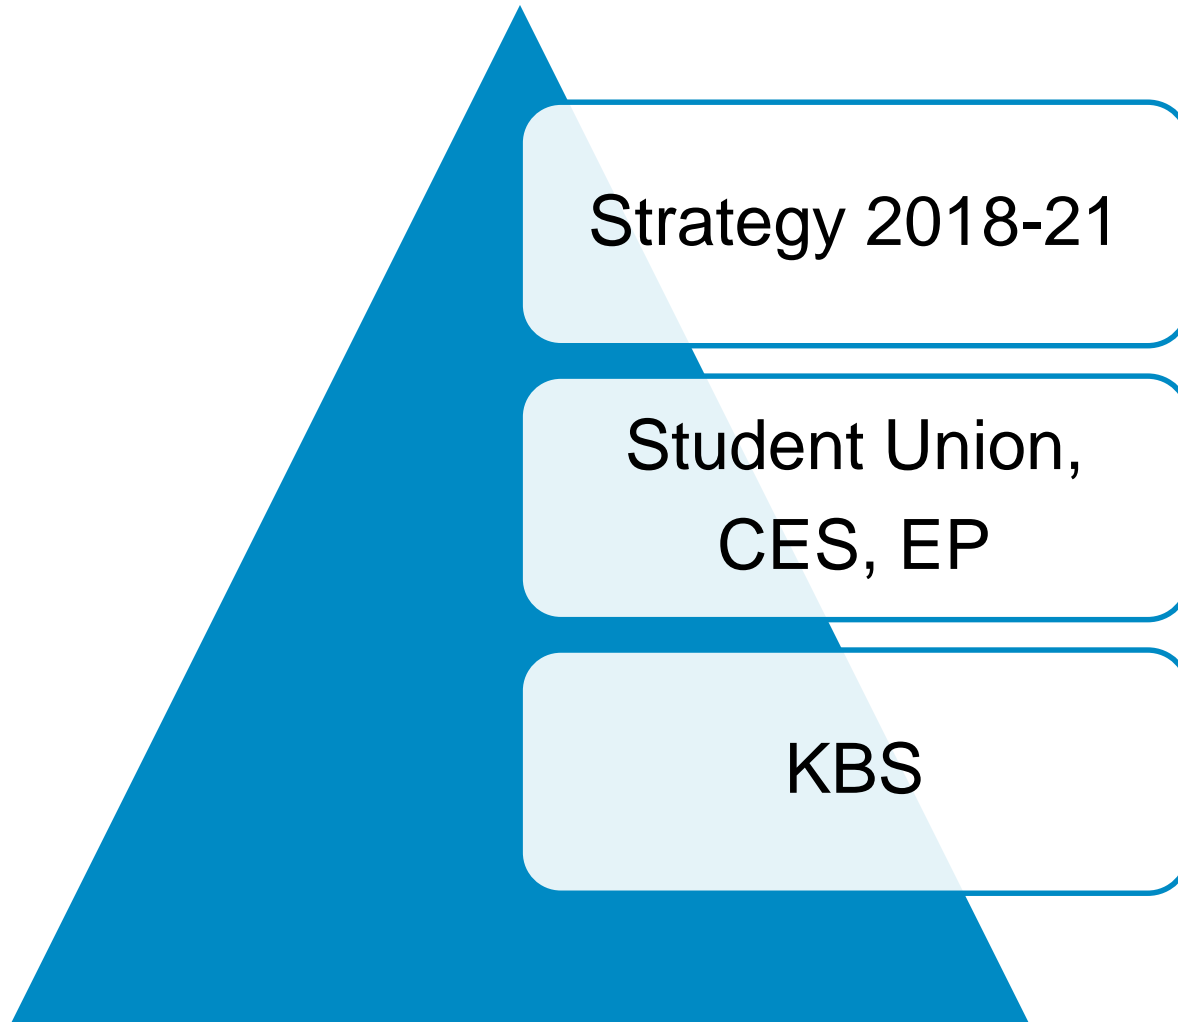 Strategy 2018-21
Student Union,
CES, EP
KBS